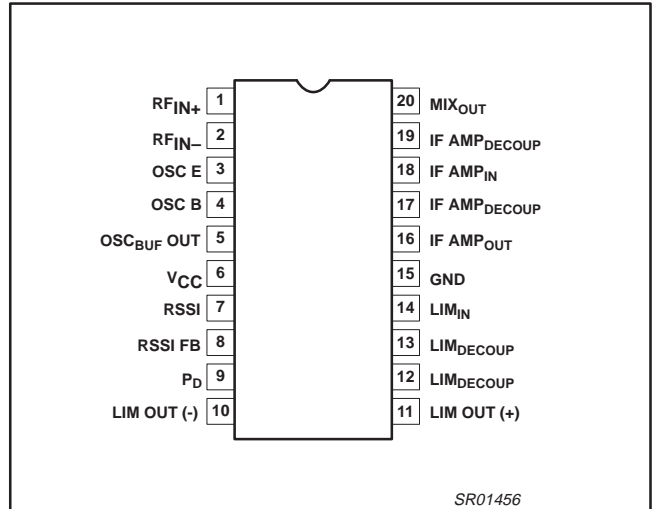 RFIN+ 1 20 MIXOUT
RFIN– 2 19 IF AMPDECOUP
OSC E 3 18 IF AMPIN
OSC B 4 17 IF AMPDECOUP
OSCBUF OUT 5 16 IF AMPOUT
VCC 6 15 GND
RSSI 7 14 LIMIN
RSSI FB 8 13 LIMDECOUP
PD 9 12 LIMDECOUP
LIM OUT (-) 10 11 LIM OUT (+)
SR01456